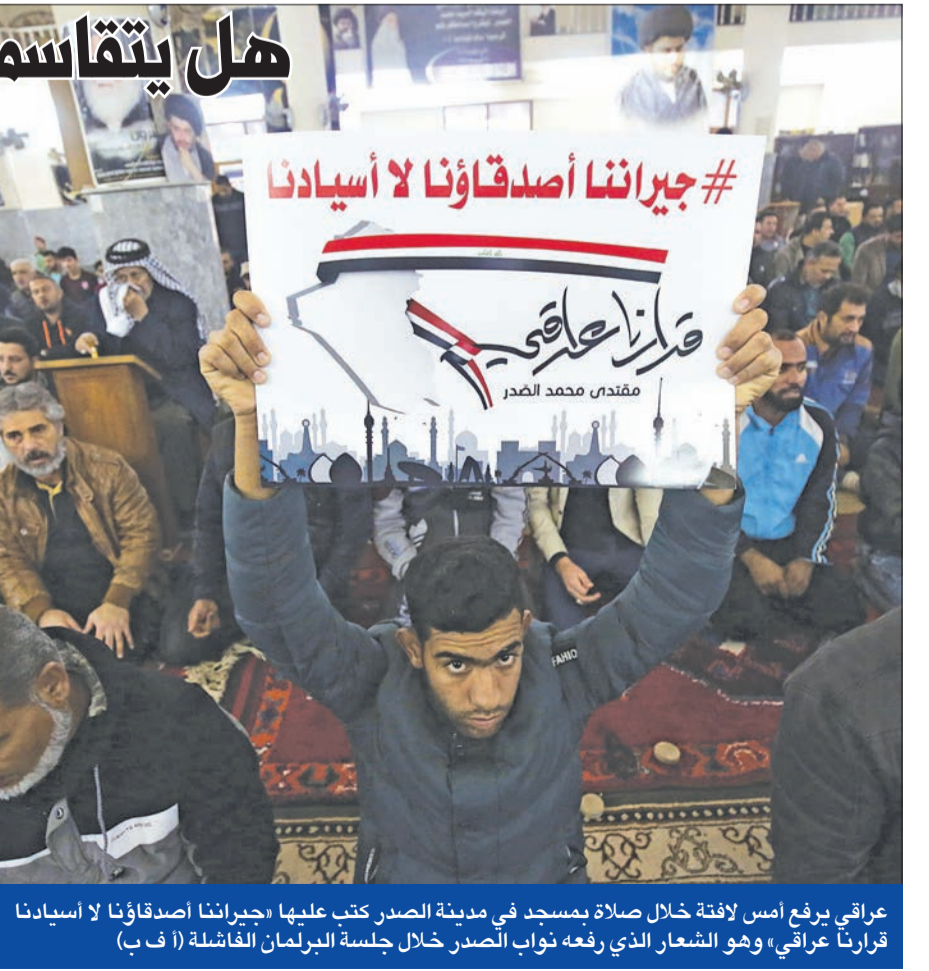 هل يتقاسم
#جيراننا أصدقاؤنا لا أسيادنا
قرارنا عراقي
مقتدى محمد الصدر
FAHIO
عراقي يرفع أمس لافتة خلال صلاة بمسجد في مدينة الصدر كتب عليها «جيراننا أصدقاؤنا لا أسيادنا
قرارنا عراقي» وهو الشعار الذي رفعه نواب الصدر خلال جلسة البرلمان الفاشلة (أ ف ب)